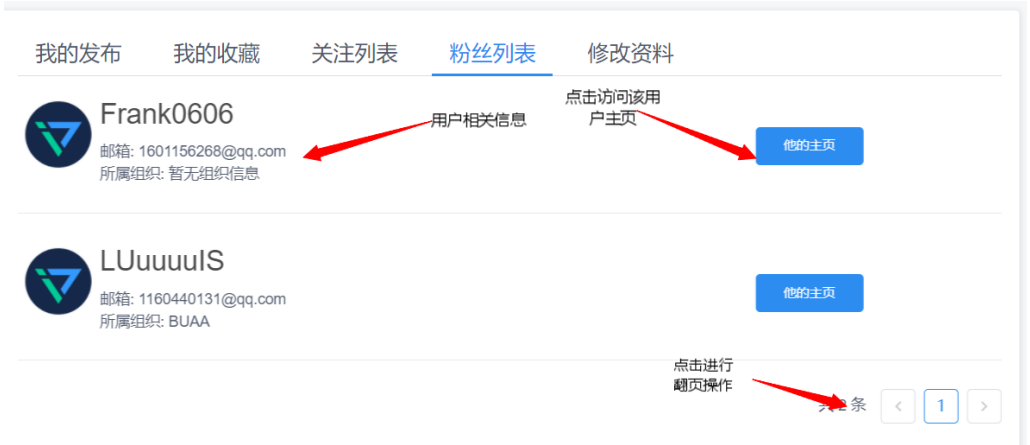 我的发布 我的收藏 关注列表 粉丝列表 修改资料
Frank0606
邮箱: 1601156268@qq.com
所属组织: 暂无组织信息
用户相关信息
点击访问该用
户主页
他的主页
LUuuuuIS
邮箱: 1160440131@qq.com
所属组织: BUAA
他的主页
点击进行
翻页操作
共 2 条 < 1 >